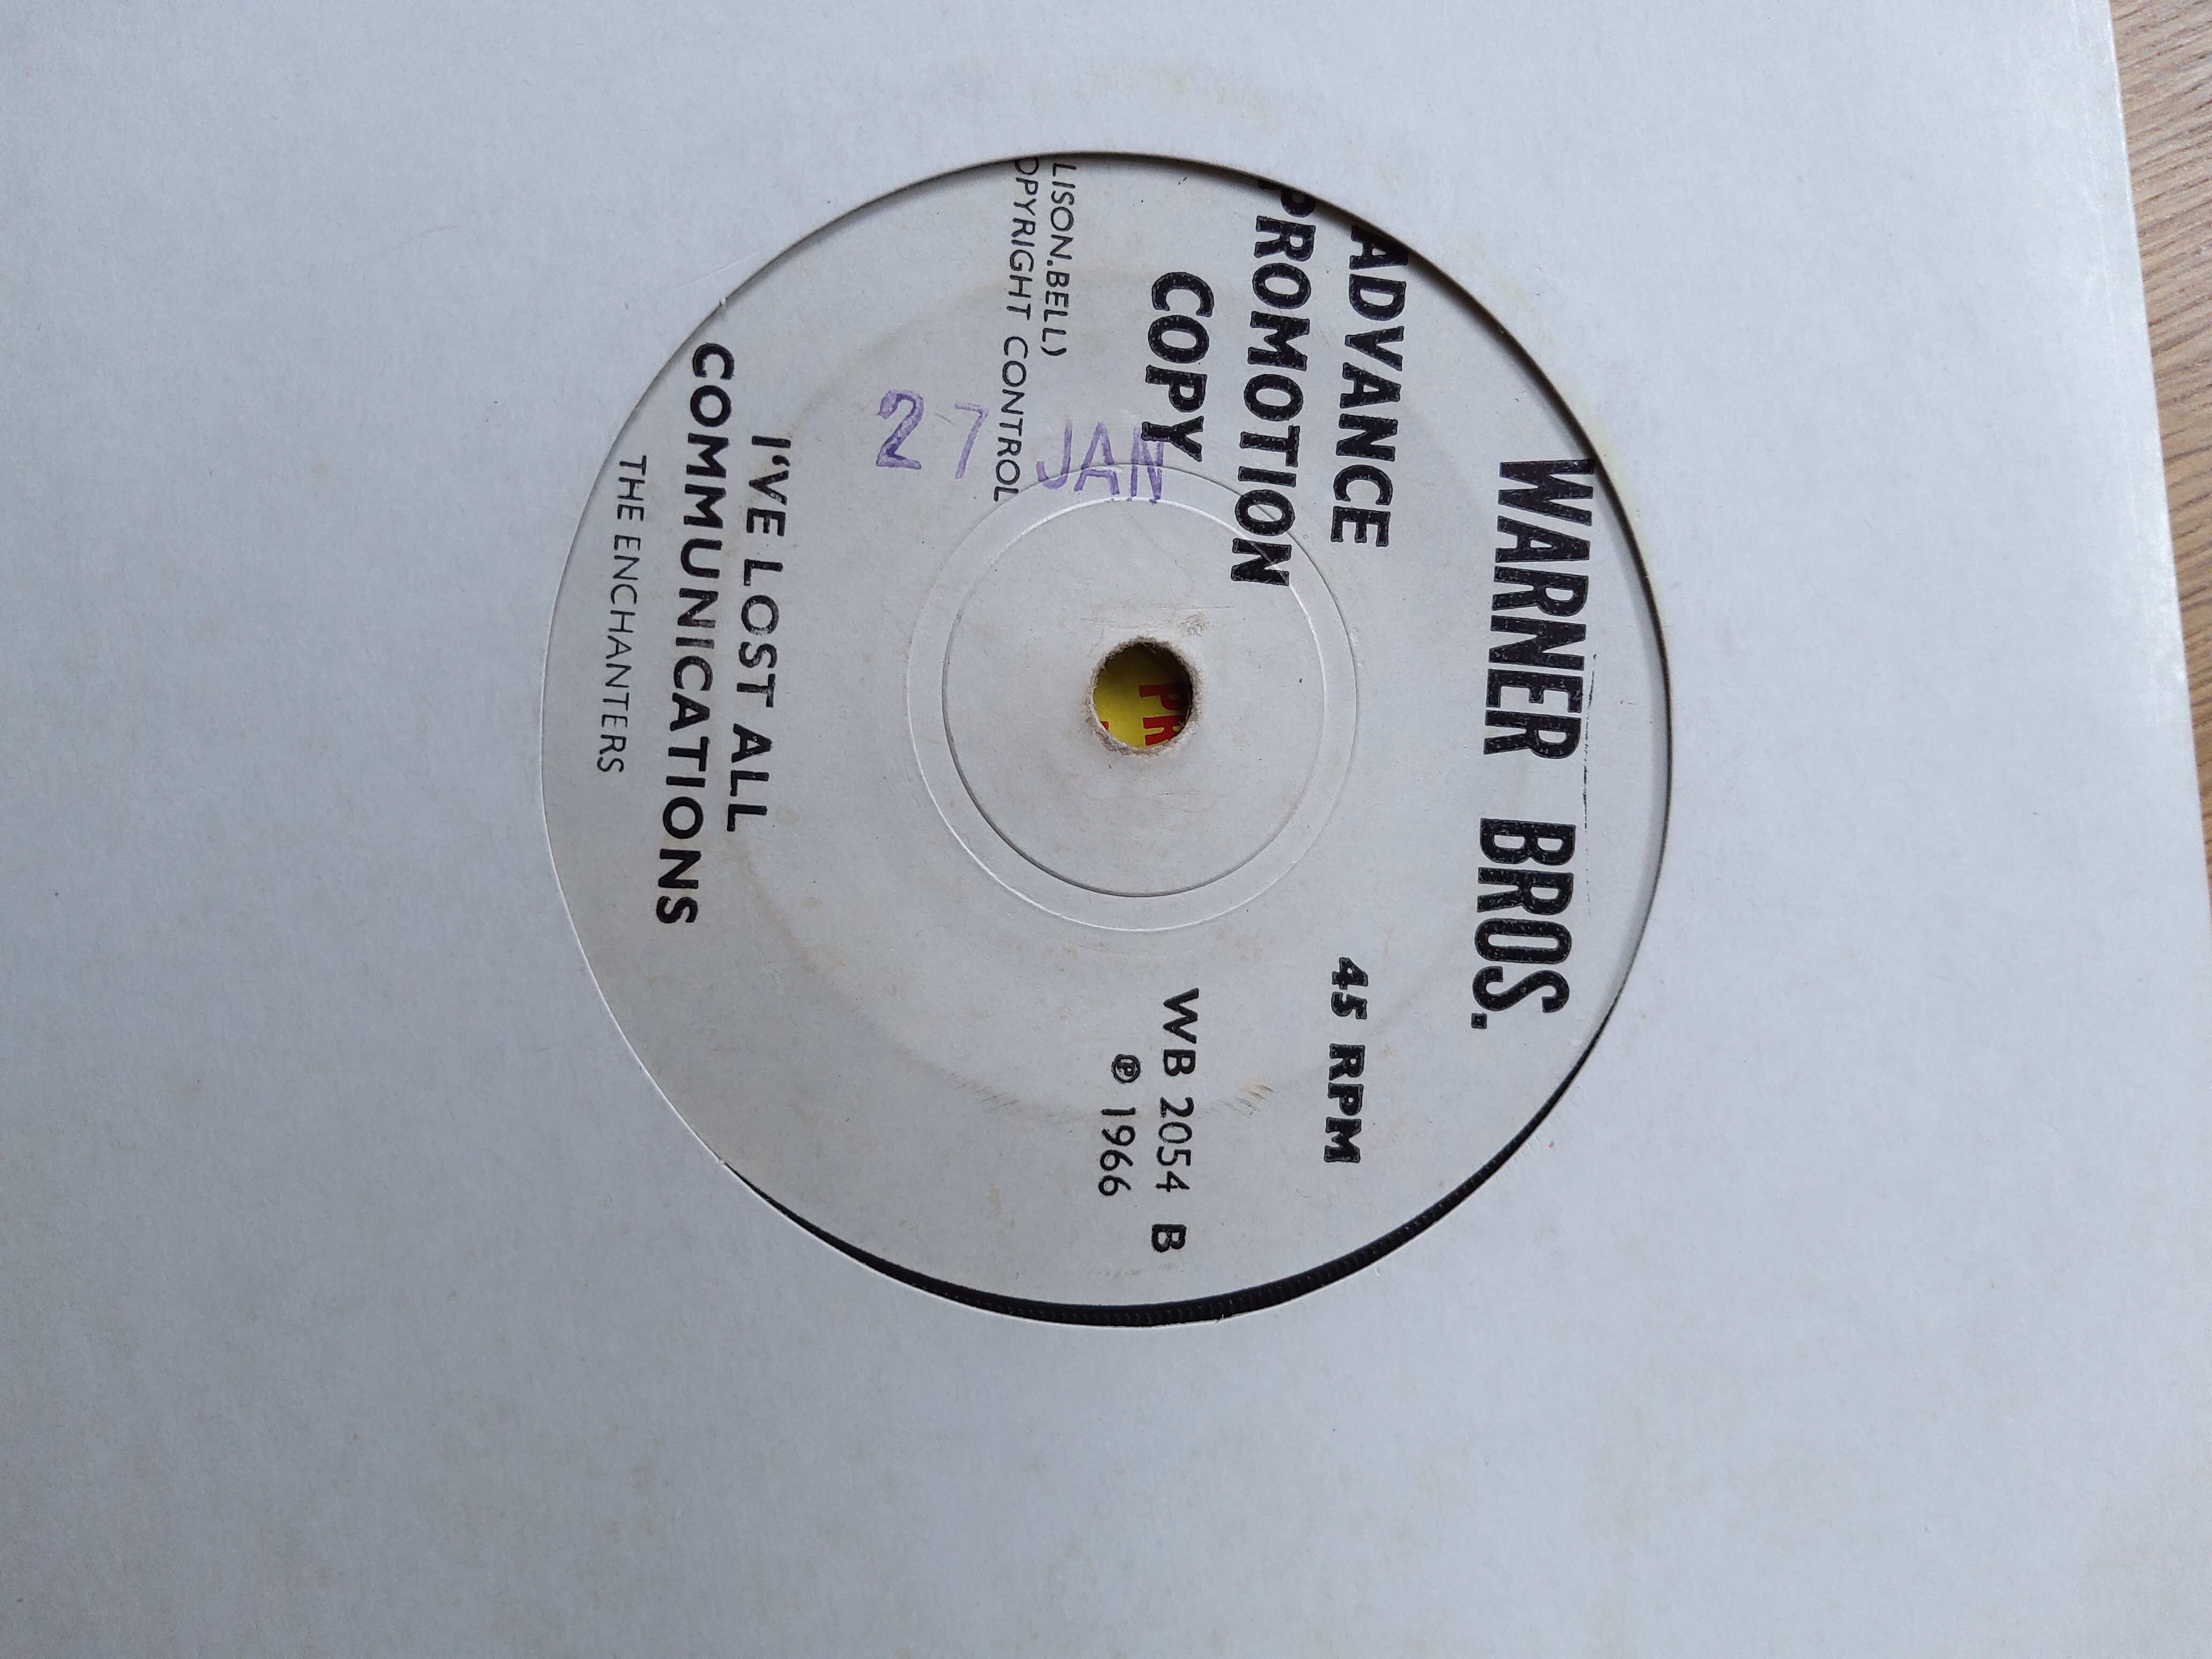 WARNER BROS.
ADVANCE
PROMOTION
COPY
45 RPM
WB 2054 B
℗ 1966
LISON.BELL)
OPYRIGHT CONTROL
27 JAN
I'VE LOST ALL
COMMUNICATIONS
THE ENCHANTERS